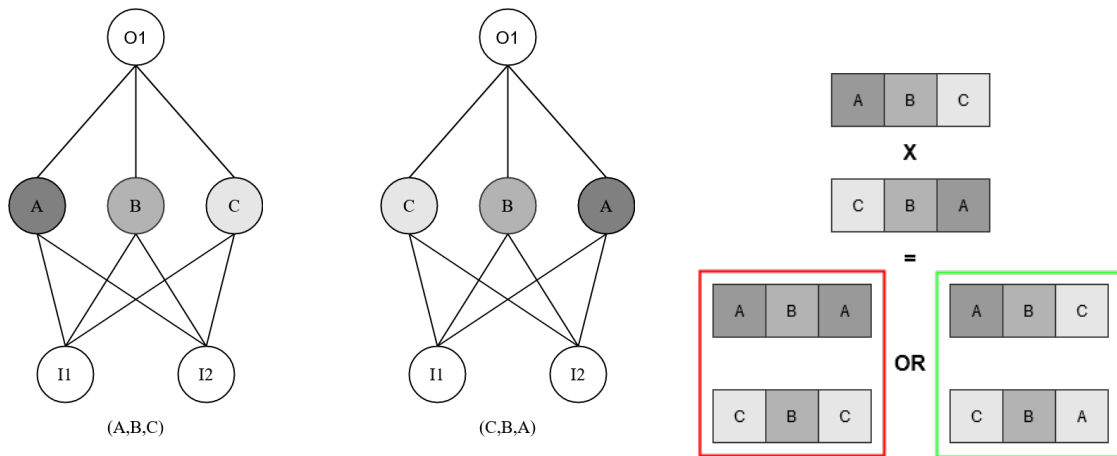 O1
A B C
I1 I2
(A,B,C)
O1
C B A
I1 I2
(C,B,A)
A B C
X
C B A
=
A B A
C B C
OR
A B C
C B A